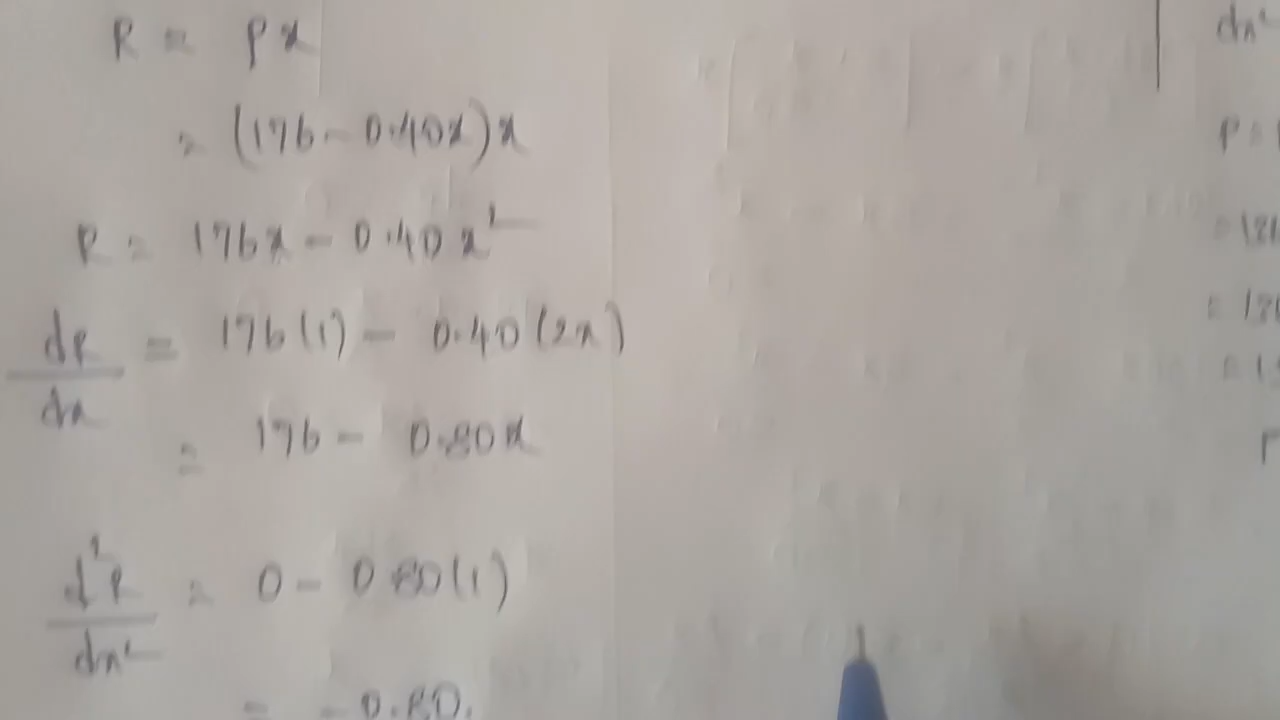 R = px
= (176 - 0.40x)x
R = 176x - 0.40x²
dR/dx = 176(1) - 0.40(2x)
= 176 - 0.80x
d²R/dx² = 0 - 0.80(1)
= -0.80.
dx²
P =